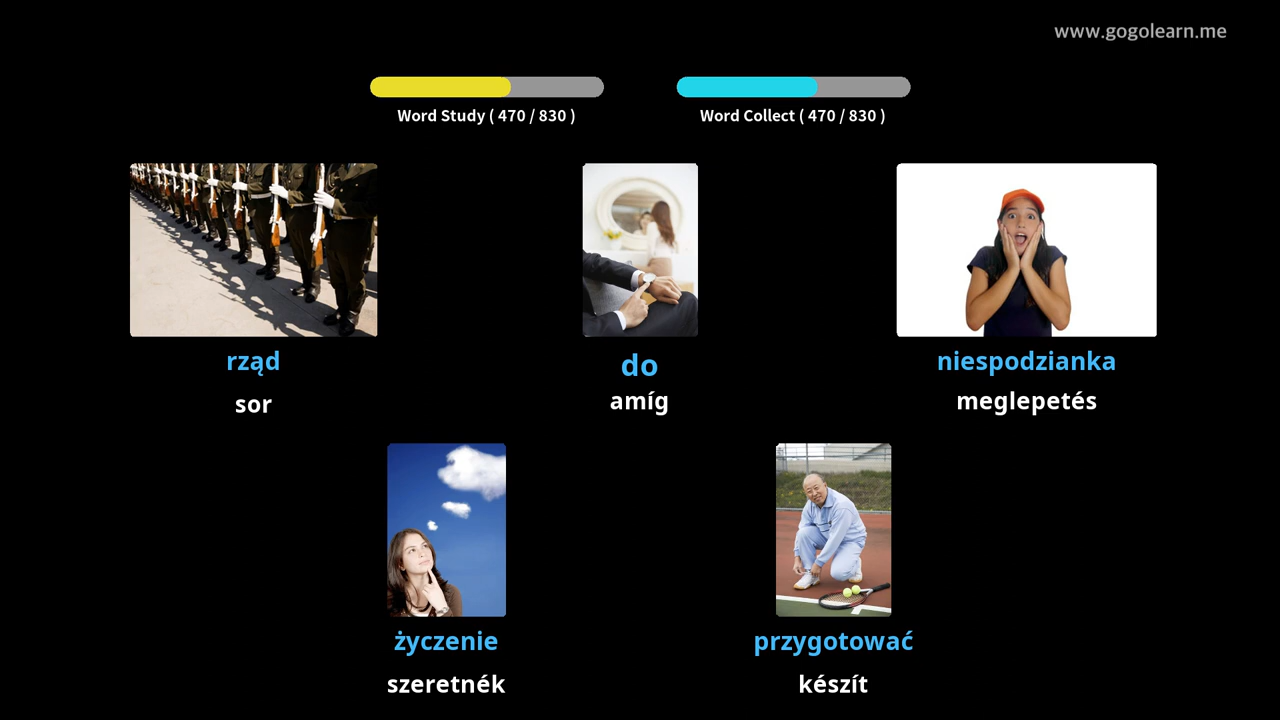 www.gogolearn.me
Word Study ( 470 / 830 )
Word Collect ( 470 / 830 )
rząd
do
niespodzianka
sor
amíg
meglepetés
życzenie
przygotować
szeretnék
készít